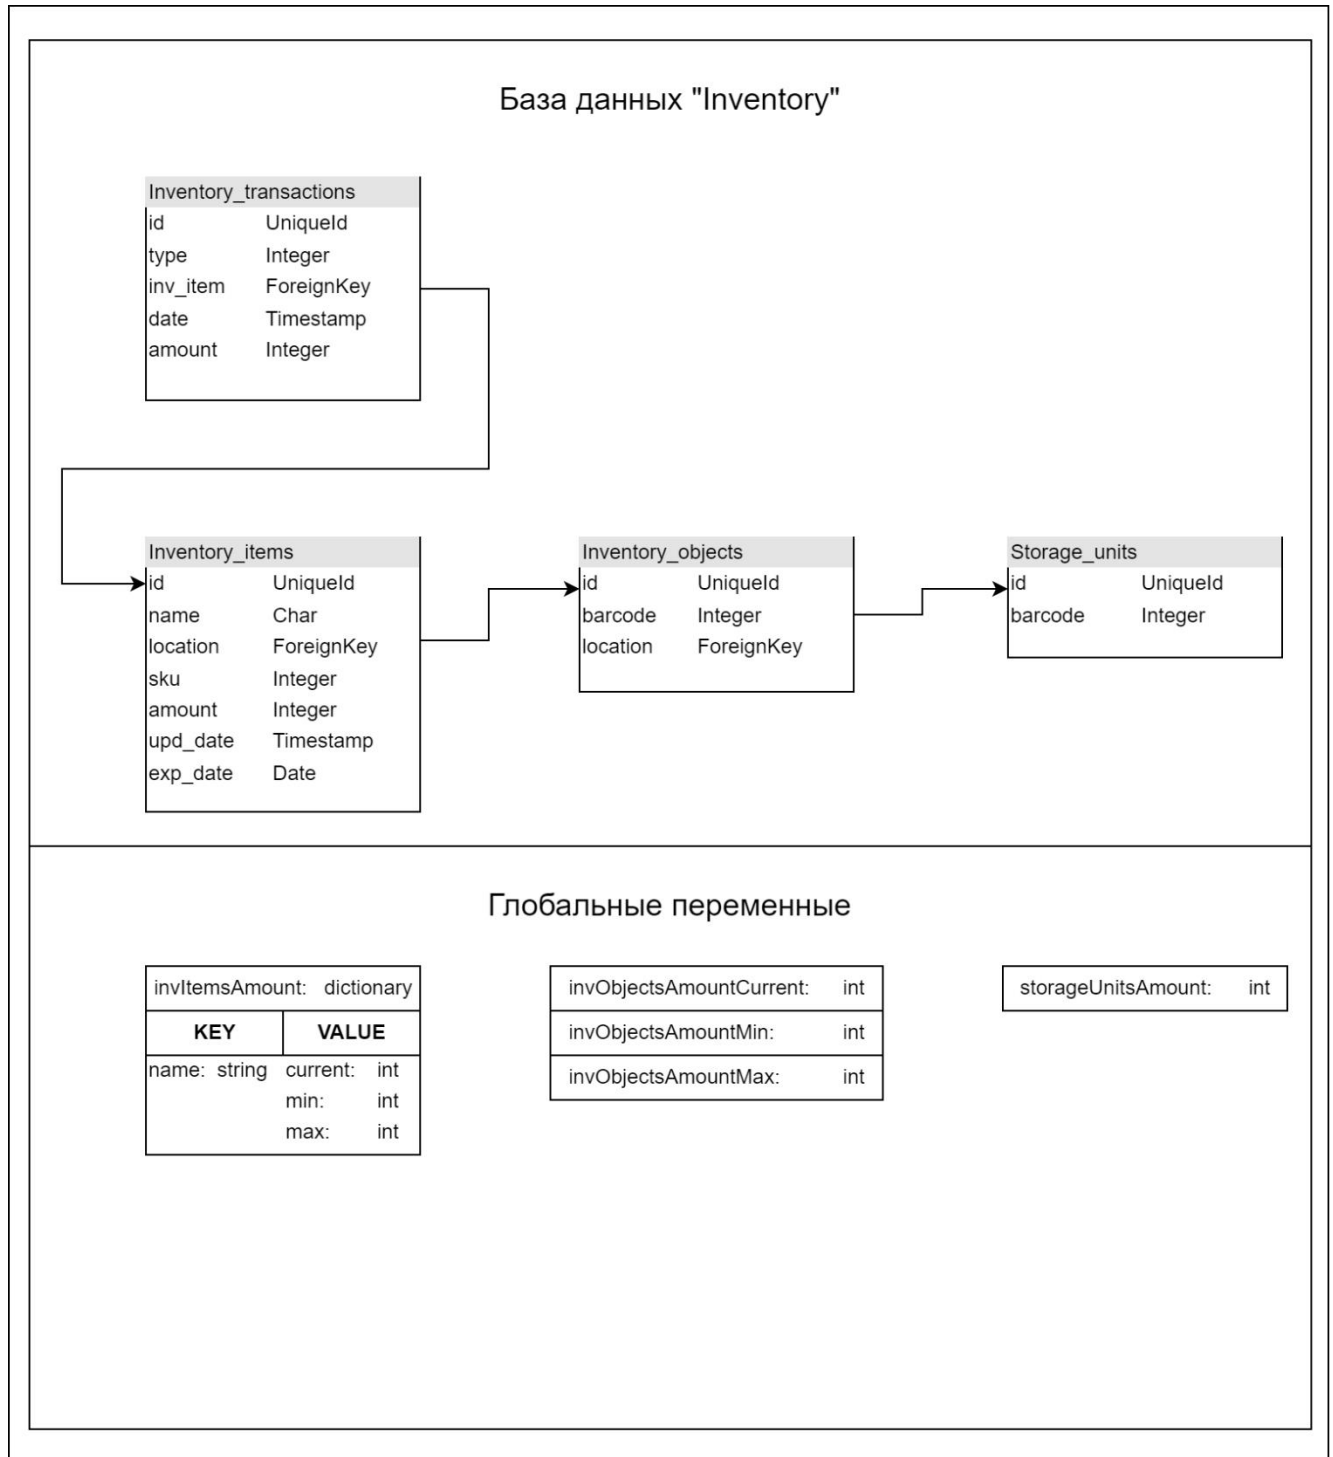 База данных "Inventory"
Inventory_transactions
id UniqueId
type Integer
inv_item ForeignKey
date Timestamp
amount Integer
Inventory_items
id UniqueId
name Char
location ForeignKey
sku Integer
amount Integer
upd_date Timestamp
exp_date Date
Inventory_objects
id UniqueId
barcode Integer
location ForeignKey
Storage_units
id UniqueId
barcode Integer
Глобальные переменные
invItemsAmount: dictionary
KEY VALUE
name: string current: int
min: int
max: int
invObjectsAmountCurrent: int
invObjectsAmountMin: int
invObjectsAmountMax: int
storageUnitsAmount: int